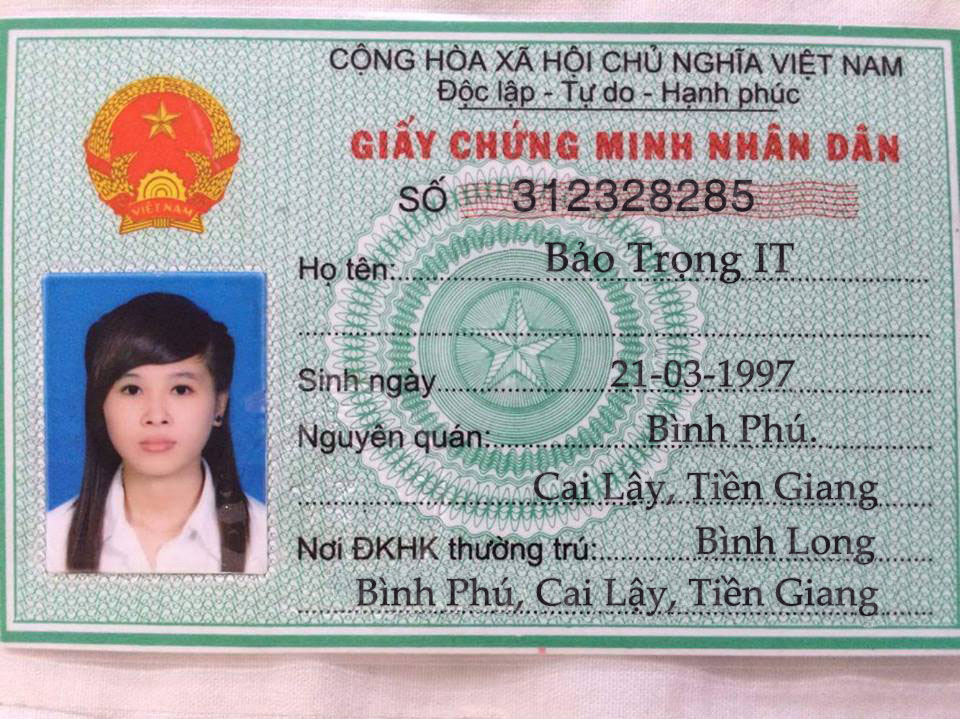 CỘNG HÒA XÃ HỘI CHỦ NGHĨA VIỆT NAM
Độc lập - Tự do - Hạnh phúc
GIẤY CHỨNG MINH NHÂN DÂN
SỐ 312328285
VIỆT NAM
Họ tên: Bảo Trọng IT
Sinh ngày 21-03-1997
Nguyên quán: Bình Phú.
Cai Lậy, Tiền Giang
Nơi ĐKHK thường trú: Bình Long
Bình Phú, Cai Lậy, Tiền Giang